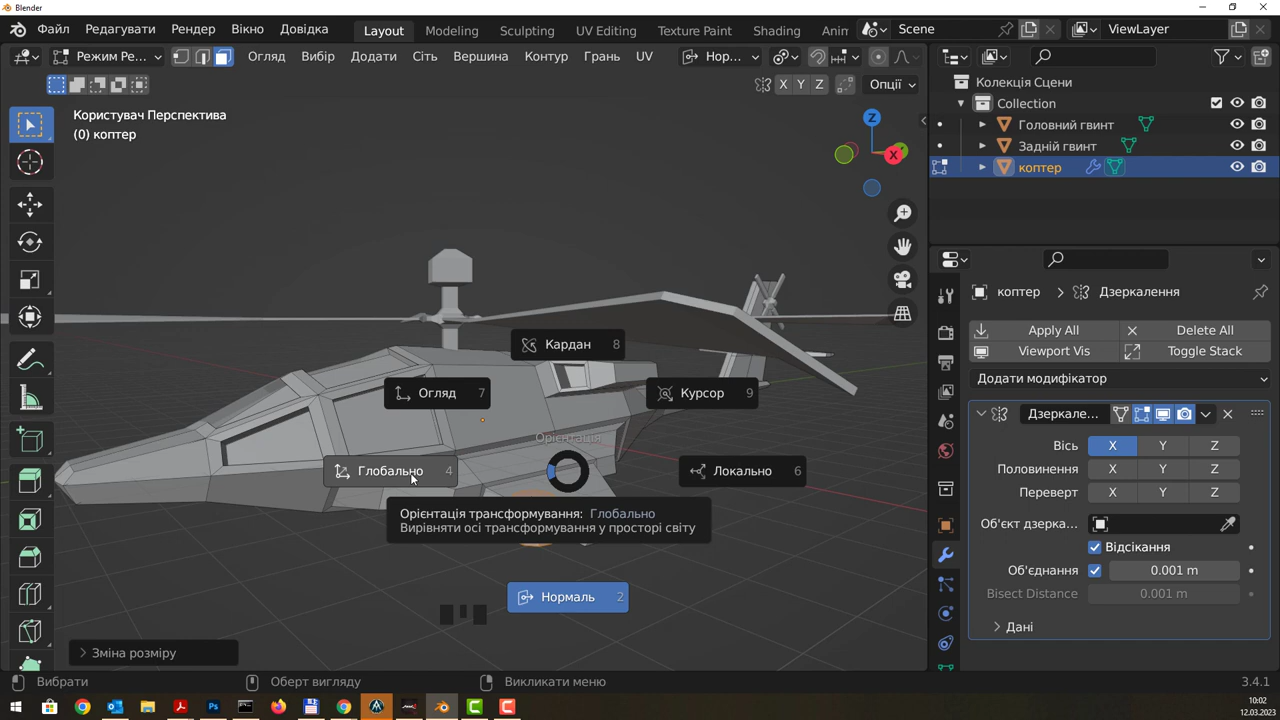 Blender
Файл Редагувати Рендер Вікно Довідка Layout Modeling Sculpting UV Editing Texture Paint Shading Anin Scene ViewLayer
Режим Ре... Огляд Вибір Додати Сіть Вершина Контур Грань UV Нор...
X Y Z Опції
Користувач Перспектива
(0) коптер
Z
X
Кардан 8
Огляд 7
Курсор 9
Орієнтація
Глобально 4
Локально 6
Орієнтація трансформування: Глобально
Вирівняти осі трансформування у просторі світу
Нормаль 2
Зміна розміру
Колекція Сцени
Collection
Головний гвинт
Задній гвинт
коптер
коптер Дзеркалення
Apply All Delete All
Viewport Vis Toggle Stack
Додати модифікатор
Дзеркале...
Вісь X Y Z
Половинення X Y Z
Переверт X Y Z
Об'єкт дзерка...
Відсікання
Об'єднання 0.001 m
Bisect Distance 0.001 m
Дані
Вибрати Оберт вигляду Викликати меню 3.4.1
10:02
12.03.2023